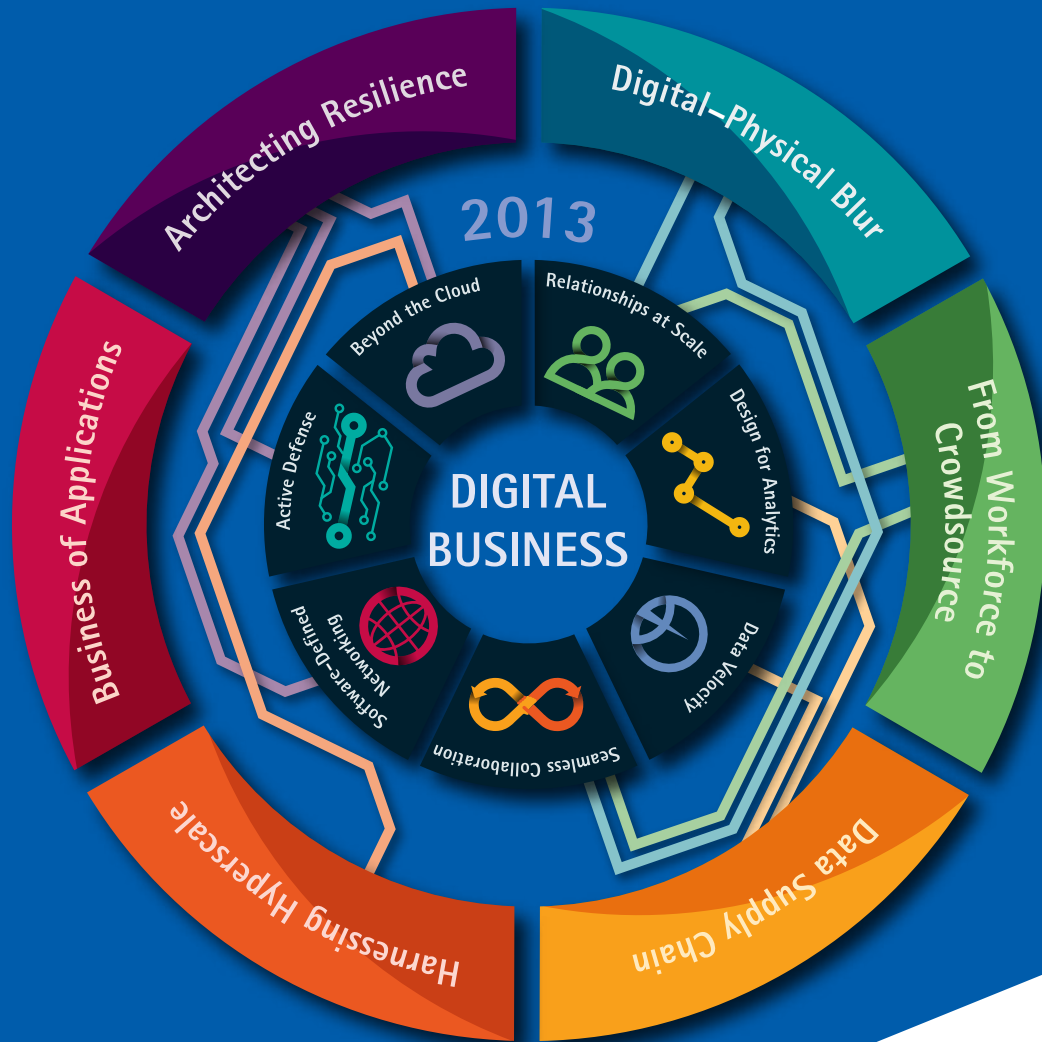 Architecting Resilience
Digital–Physical Blur
From Workforce to
Crowdsource
Data Supply Chain
Harnessing Hyperscale
Business of Applications
2013
Beyond the Cloud
Relationships at Scale
Design for Analytics
Data Velocity
Seamless Collaboration
Software-Defined
Networking
Active Defense
DIGITAL
BUSINESS